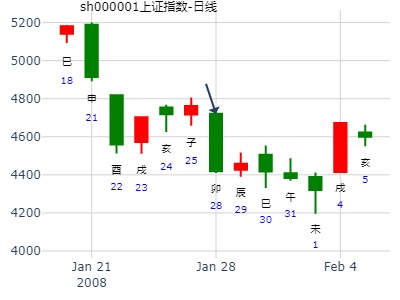 sh000001上证指数-日线
5200
5000
4800
4600
4400
4200
4000
巳
18
申
21
酉
22
戌
23
亥
24
子
25
卯
28
辰
29
巳
30
午
31
未
1
戌
4
亥
5
Jan 21
2008
Jan 28
Feb 4